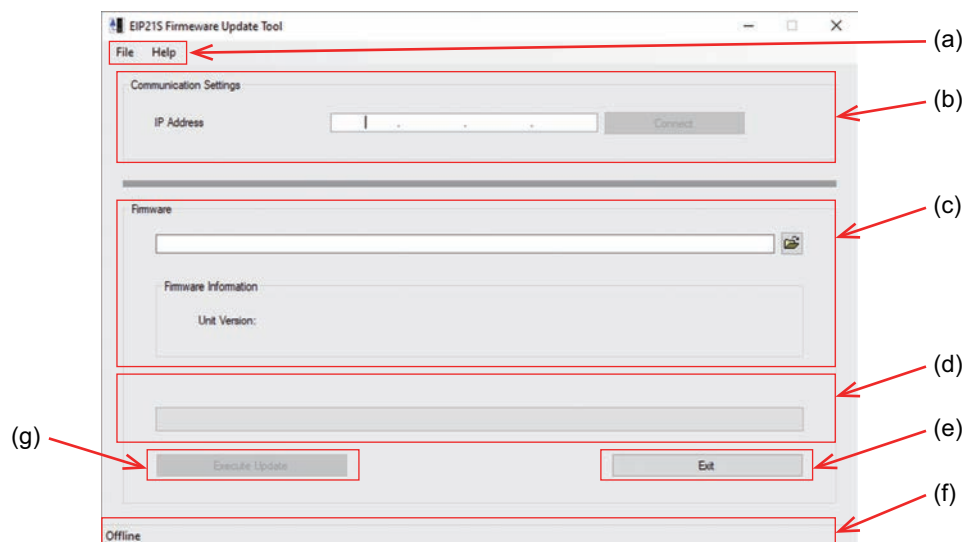 EIP21S Firmeware Update Tool
File Help
(a)
Communication Settings
(b)
IP Address . . . Connect
Firmware
(c)
Firmware Information
Unit Version:
(d)
(e)
(g)
Execute Update Exit
(f)
Offline